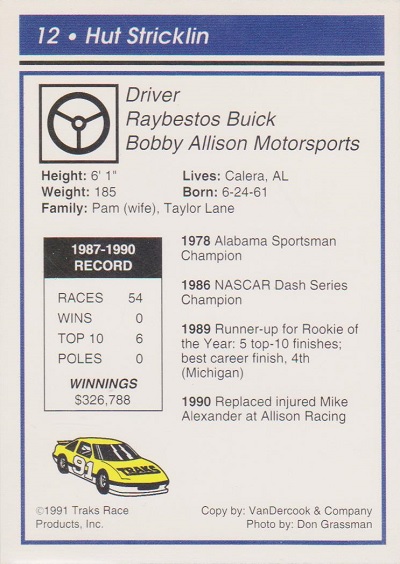 12 • Hut Stricklin
Driver
Raybestos Buick
Bobby Allison Motorsports
Height: 6' 1" Lives: Calera, AL
Weight: 185 Born: 6-24-61
Family: Pam (wife), Taylor Lane
1987-1990
RECORD
RACES 54
WINS 0
TOP 10 6
POLES 0
WINNINGS
$326,788
1978 Alabama Sportsman
Champion
1986 NASCAR Dash Series
Champion
1989 Runner-up for Rookie of
the Year: 5 top-10 finishes;
best career finish, 4th
(Michigan)
1990 Replaced injured Mike
Alexander at Allison Racing
91
TRAKS
©1991 Traks Race
Products, Inc.
Copy by: VanDercook & Company
Photo by: Don Grassman